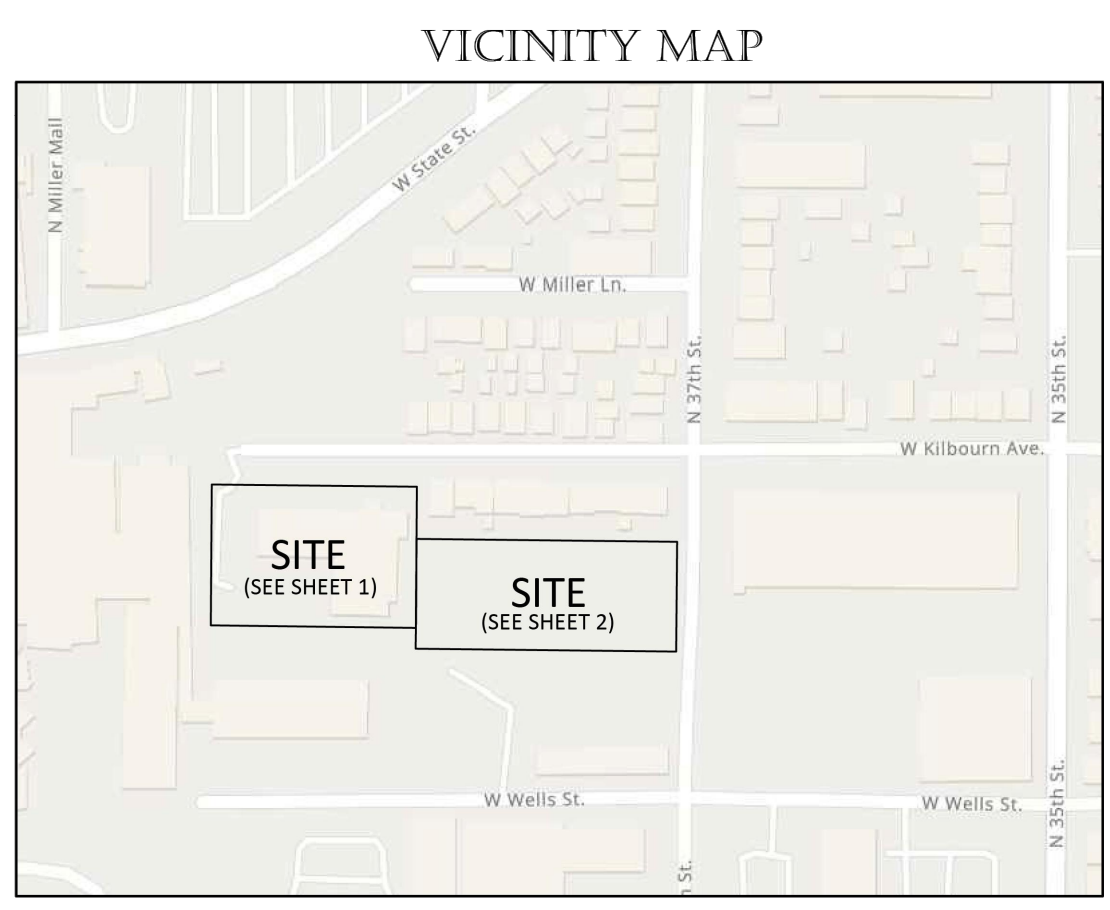 VICINITY MAP
N Miller Mall
W State St.
W Miller Ln.
N 37th St.
N 35th St.
W Kilbourn Ave.
SITE
(SEE SHEET 1)
SITE
(SEE SHEET 2)
W Wells St.
W Wells St.
N 35th St.
St.